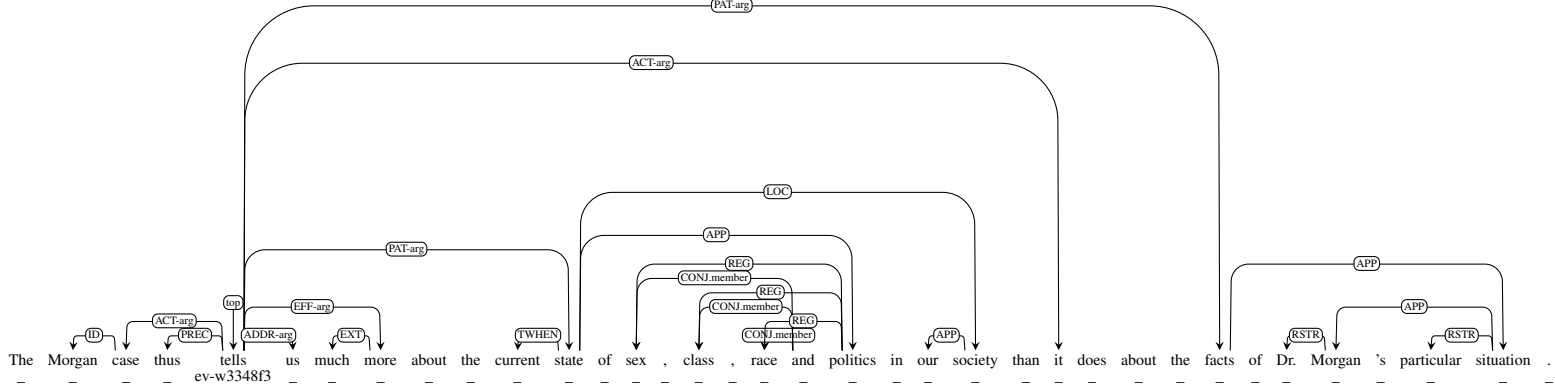 PAT-arg
ACT-arg
LOC
APP
PAT-arg
REG
APP
CONJ.member
REG
top
EFF-arg
CONJ.member
APP
ACT-arg
REG
ID
PREC
ADDR-arg
EXT
TWHEN
CONJ.member
APP
RSTR
RSTR
The Morgan case thus tells us much more about the current state of sex , class , race and politics in our society than it does about the facts of Dr. Morgan 's particular situation .
_ _ _ _ ev-w3348f3 _ _ _ _ _ _ _ _ _ _ _ _ _ _ _ _ _ _ _ _ _ _ _ _ _ _ _ _ _ _ _